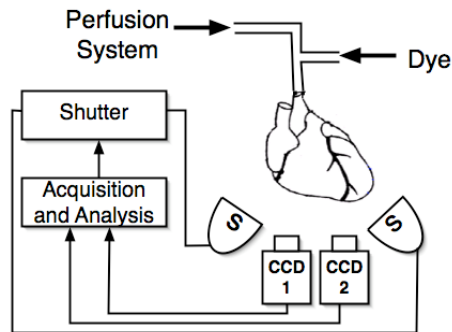 Perfusion
System
Dye
Shutter
Acquisition
and Analysis
S
S
CCD
1
CCD
2